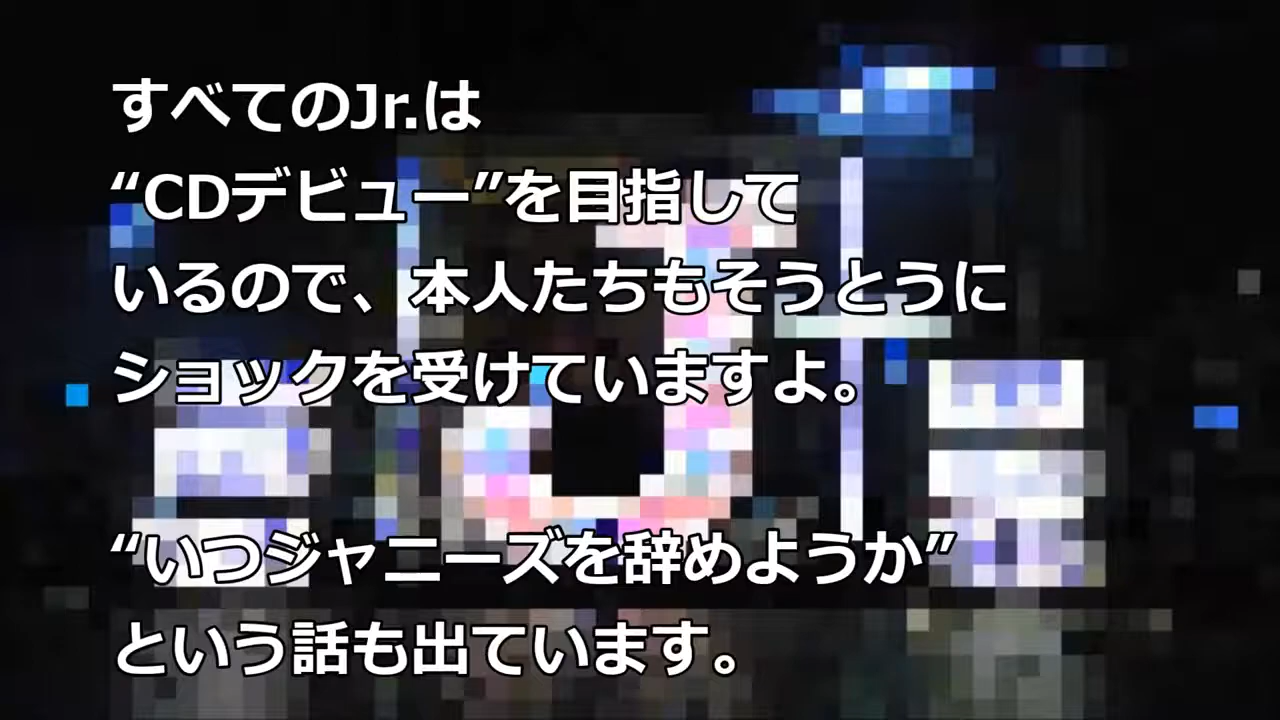 すべてのJr.は
“CDデビュー”を目指して
いるので、本人たちもそうとうに
ショックを受けていますよ。
“いつジャニーズを辞めようか”
という話も出ています。